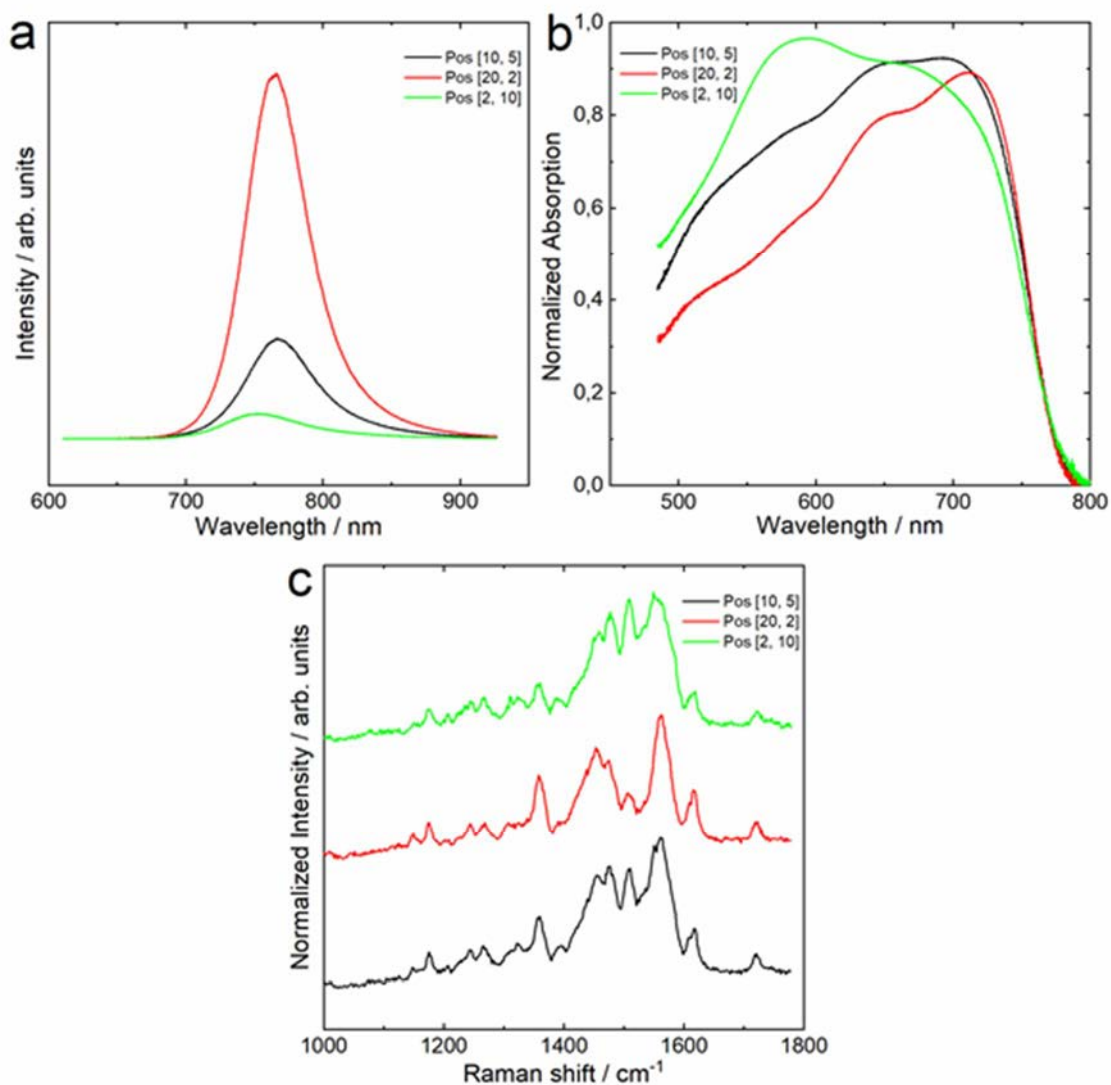 a
Pos [10, 5]
Pos [20, 2]
Pos [2, 10]
Intensity / arb. units
600 700 800 900
Wavelength / nm
b
1,0
Pos [10, 5]
Pos [20, 2]
Pos [2, 10]
0,8
0,6
0,4
0,2
0,0
Normalized Absorption
500 600 700 800
Wavelength / nm
c
Pos [10, 5]
Pos [20, 2]
Pos [2, 10]
Normalized Intensity / arb. units
1000 1200 1400 1600 1800
Raman shift / cm⁻¹